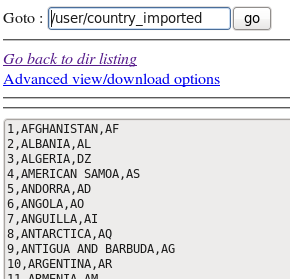 Goto : /user/country_imported go
Go back to dir listing
Advanced view/download options
1,AFGHANISTAN,AF
2,ALBANIA,AL
3,ALGERIA,DZ
4,AMERICAN SAMOA,AS
5,ANDORRA,AD
6,ANGOLA,AO
7,ANGUILLA,AI
8,ANTARCTICA,AQ
9,ANTIGUA AND BARBUDA,AG
10,ARGENTINA,AR
11,ARMENIA,AM